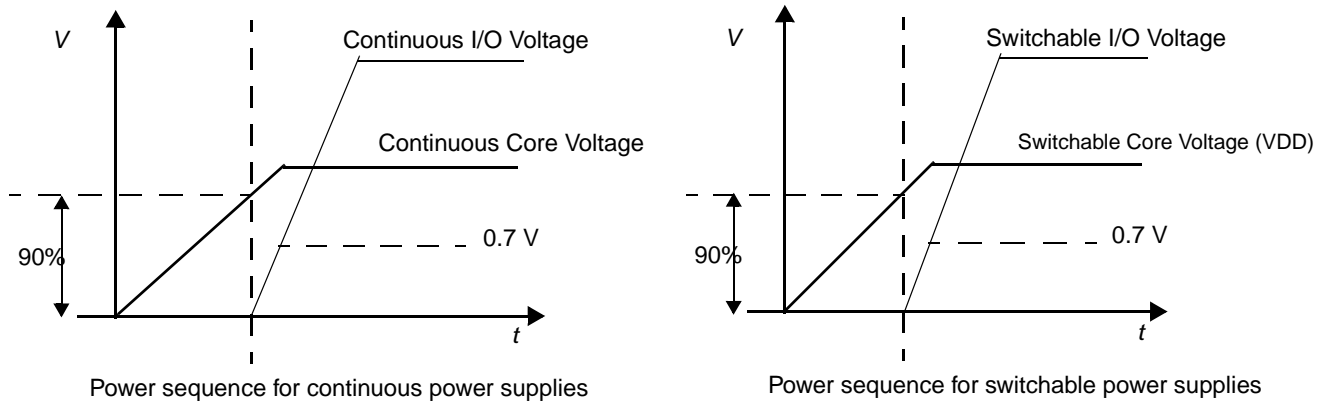 V
Continuous I/O Voltage
Continuous Core Voltage
90%
0.7 V
t
Power sequence for continuous power supplies
V
Switchable I/O Voltage
Switchable Core Voltage (VDD)
90%
0.7 V
t
Power sequence for switchable power supplies